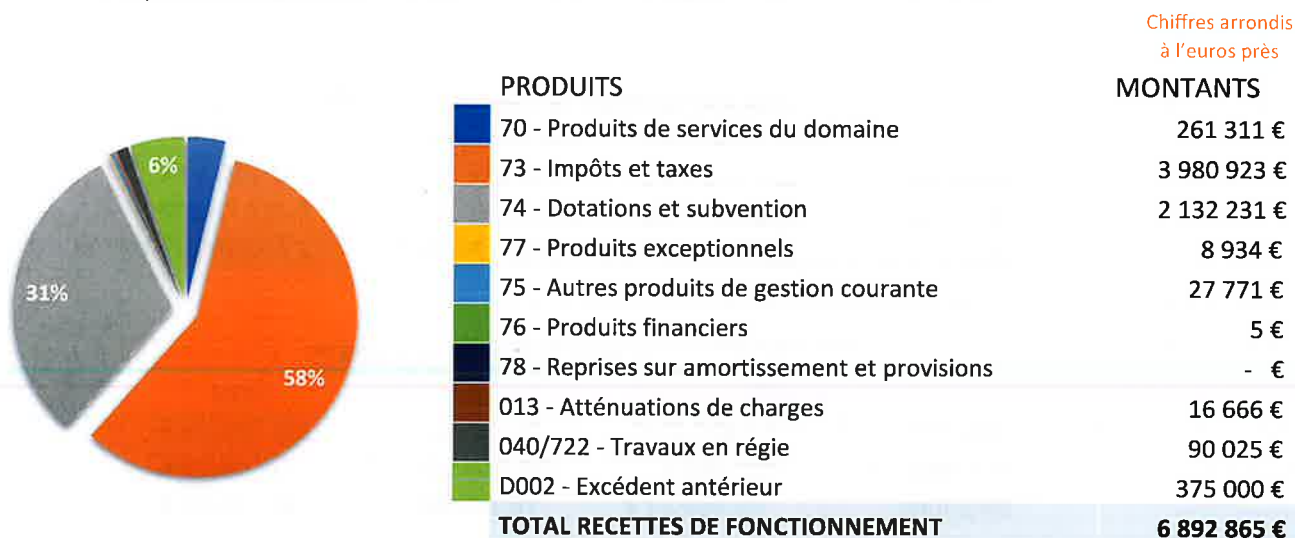 Chiffres arrondis
à l'euros près
PRODUITS MONTANTS
70 - Produits de services du domaine 261 311 €
73 - Impôts et taxes 3 980 923 €
74 - Dotations et subvention 2 132 231 €
77 - Produits exceptionnels 8 934 €
75 - Autres produits de gestion courante 27 771 €
76 - Produits financiers 5 €
78 - Reprises sur amortissement et provisions - €
013 - Atténuations de charges 16 666 €
040/722 - Travaux en régie 90 025 €
D002 - Excédent antérieur 375 000 €
TOTAL RECETTES DE FONCTIONNEMENT 6 892 865 €
6%
31%
58%